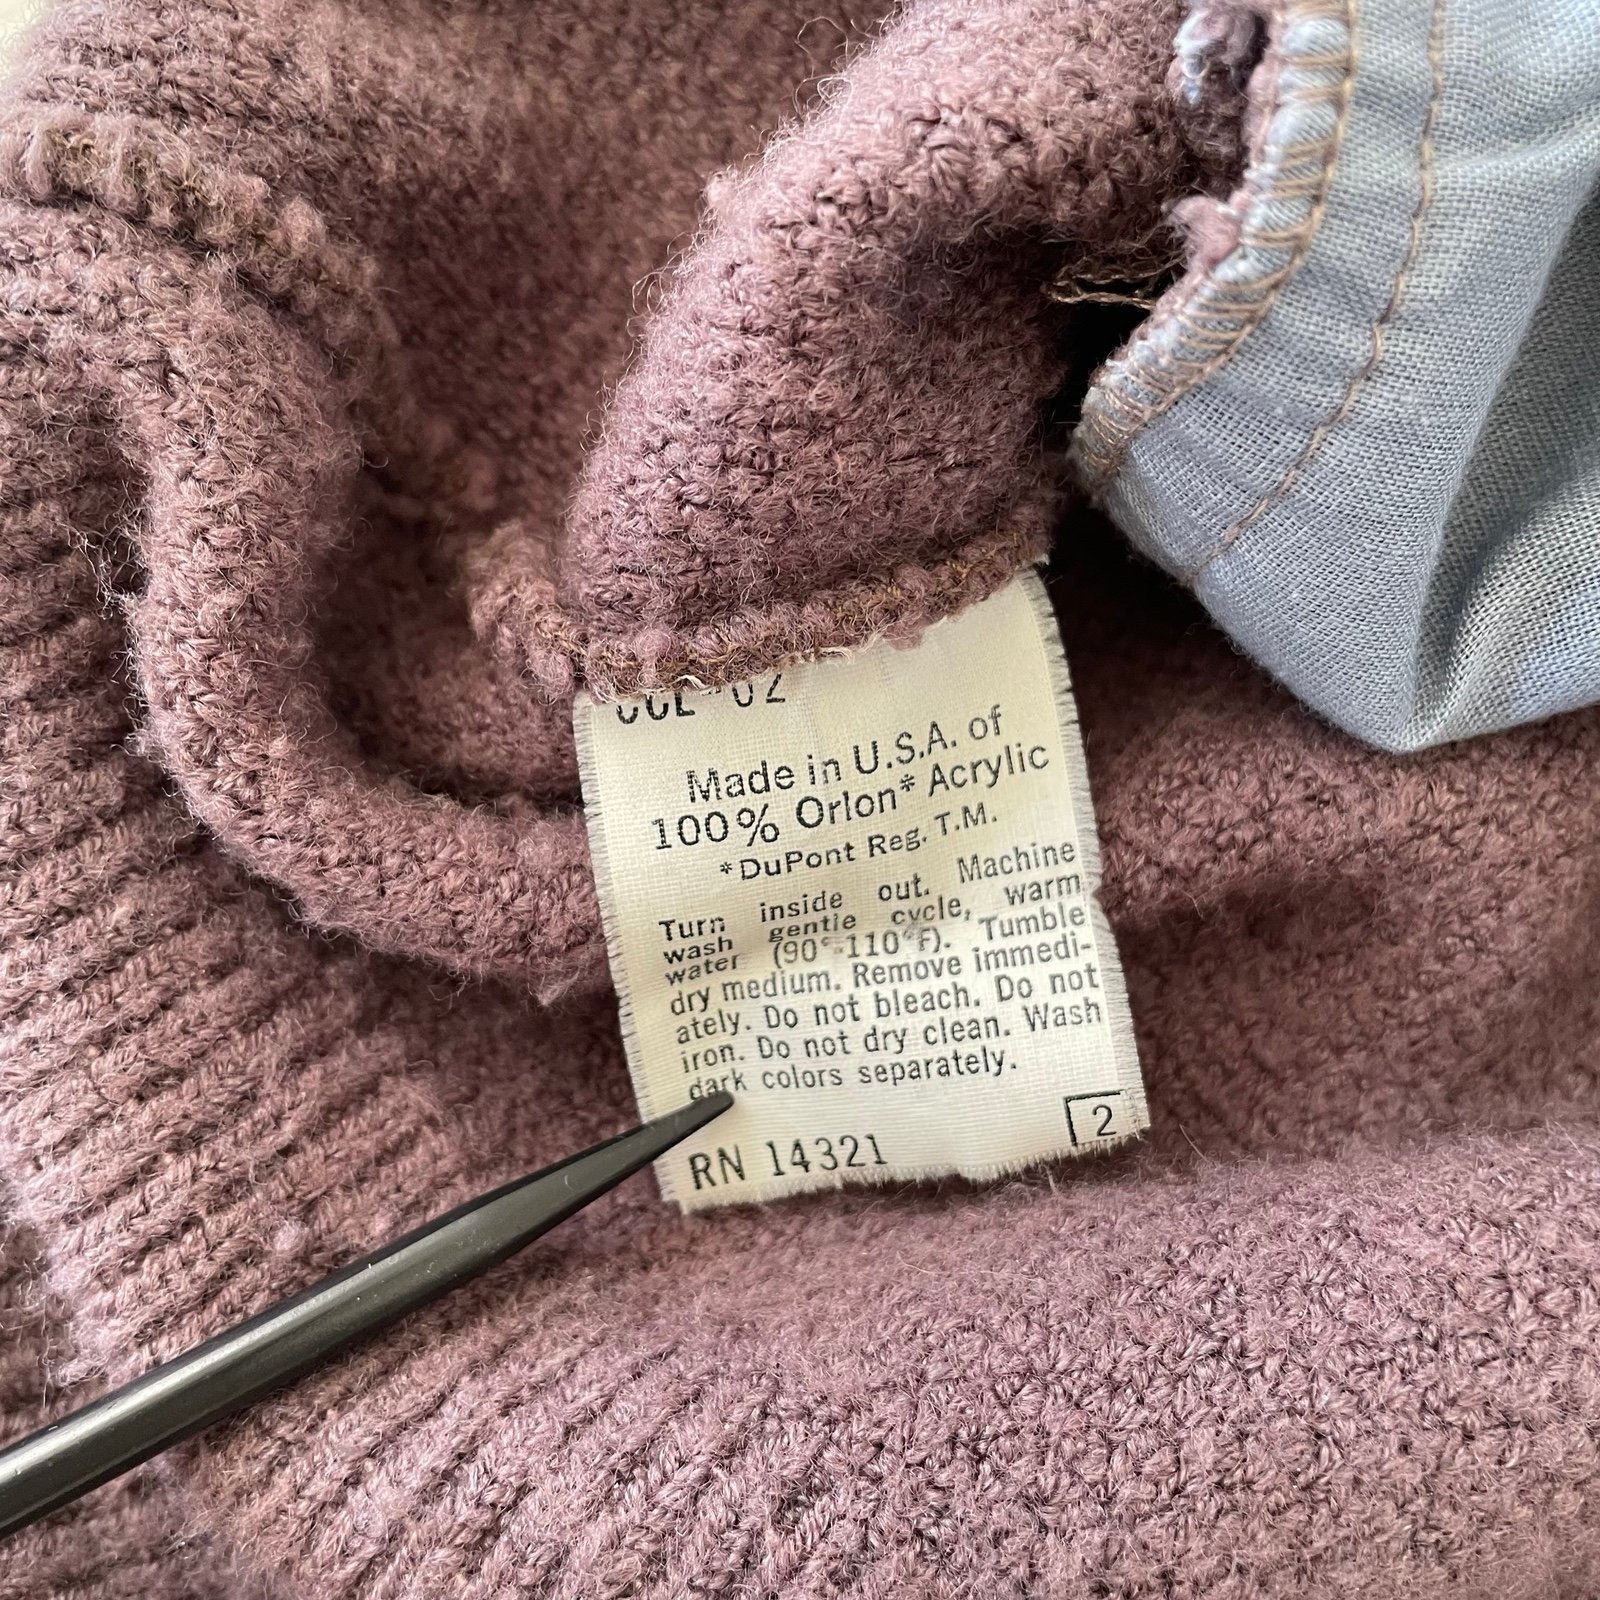 Made in U.S.A. of
100% Orlon* Acrylic
*DuPont Reg. T.M.
Turn inside out. Machine
wash gentle cycle, warm
water (90°-110°F). Tumble
dry medium. Remove immedi-
ately. Do not bleach. Do not
iron. Do not dry clean. Wash
dark colors separately.
2
RN 14321